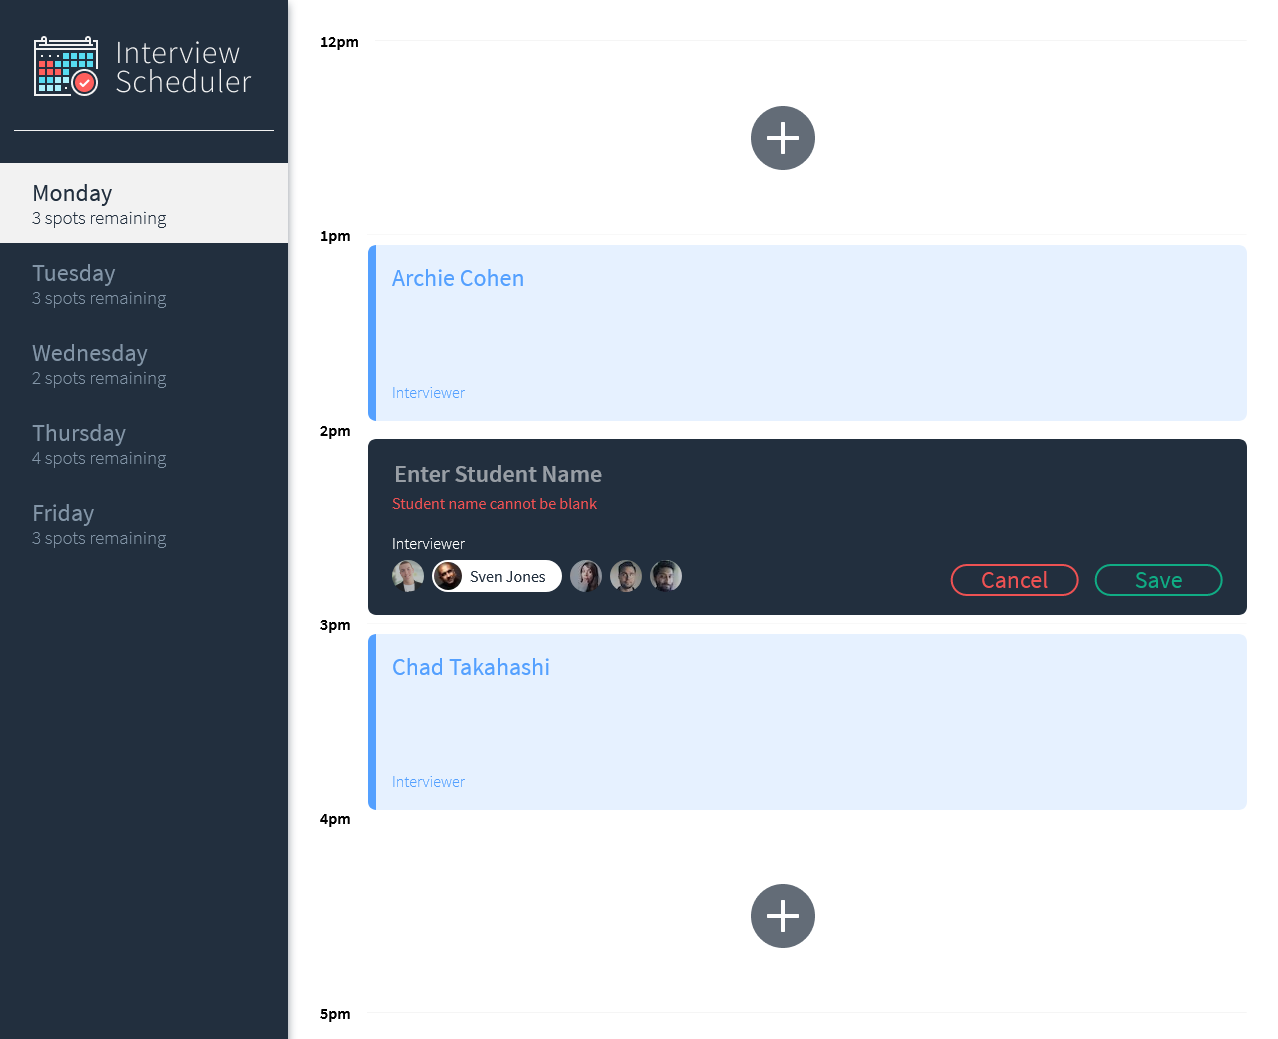 Interview
Scheduler
Monday
3 spots remaining
Tuesday
3 spots remaining
Wednesday
2 spots remaining
Thursday
4 spots remaining
Friday
3 spots remaining
12pm
1pm
Archie Cohen
Interviewer
2pm
Enter Student Name
Student name cannot be blank
Interviewer
Sven Jones
Cancel
Save
3pm
Chad Takahashi
Interviewer
4pm
5pm